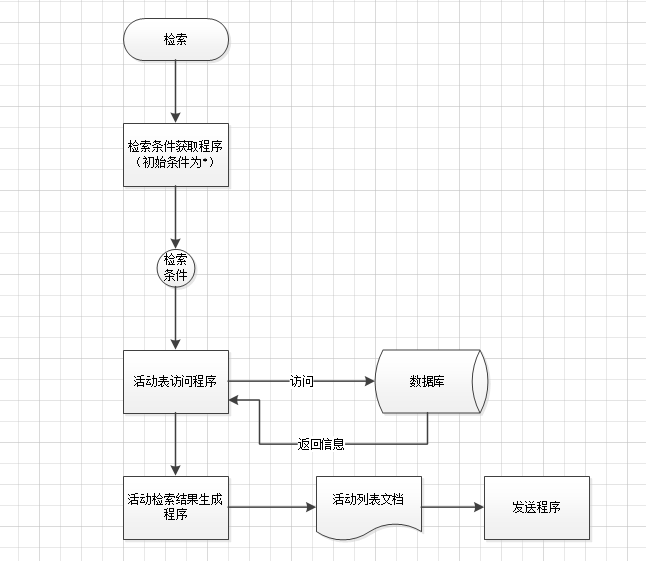 检索
检索条件获取程序
（初始条件为*）
检索
条件
活动表访问程序
访问
数据库
返回信息
活动检索结果生成
程序
活动列表文档
发送程序